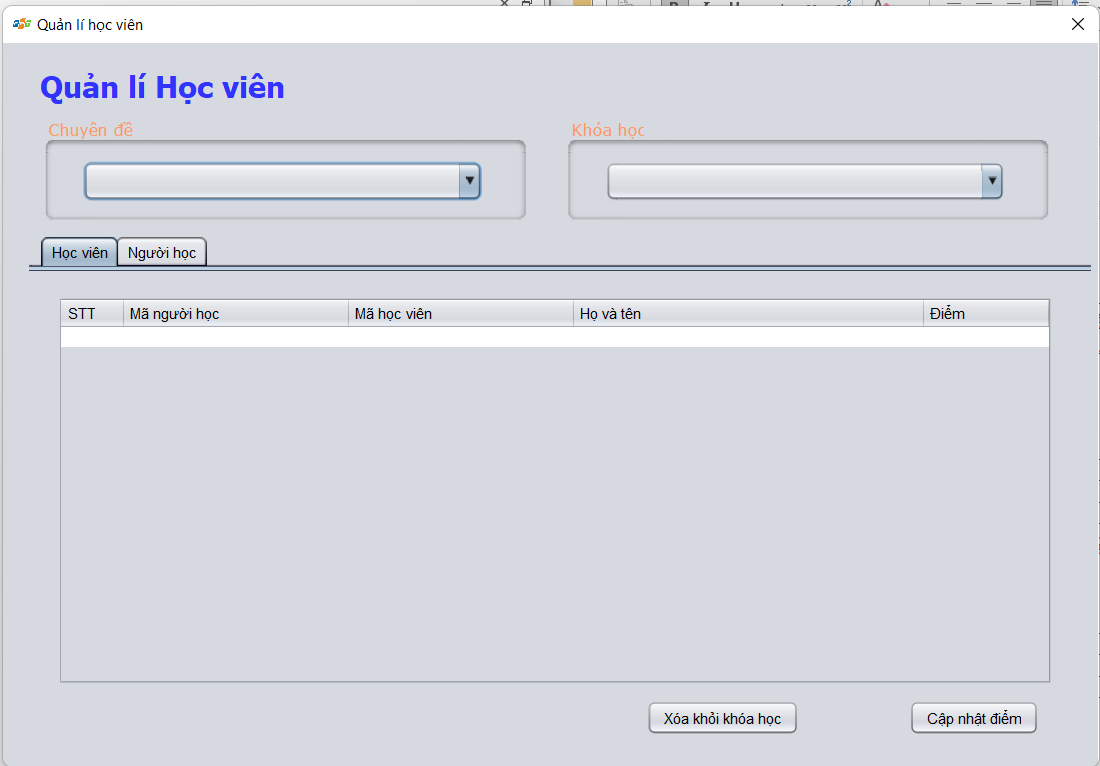 Quản lí học viên
Quản lí Học viên
Chuyên đề
Khóa học
Học viên
Người học
STT
Mã người học
Mã học viên
Họ và tên
Điểm
Xóa khỏi khóa học
Cập nhật điểm